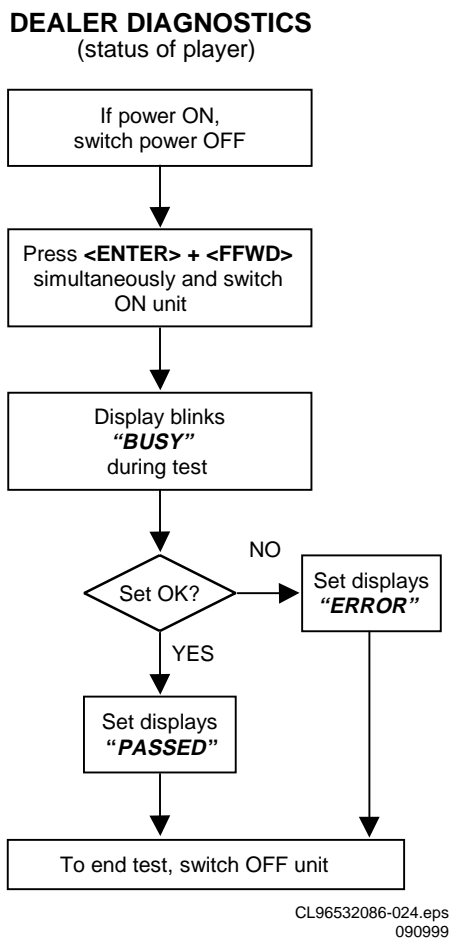 DEALER DIAGNOSTICS
(status of player)
If power ON,
switch power OFF
Press <ENTER> + <FFWD>
simultaneously and switch
ON unit
Display blinks
“BUSY”
during test
Set OK?
NO
Set displays
“ERROR”
YES
Set displays
“PASSED”
To end test, switch OFF unit
CL96532086-024.eps
090999